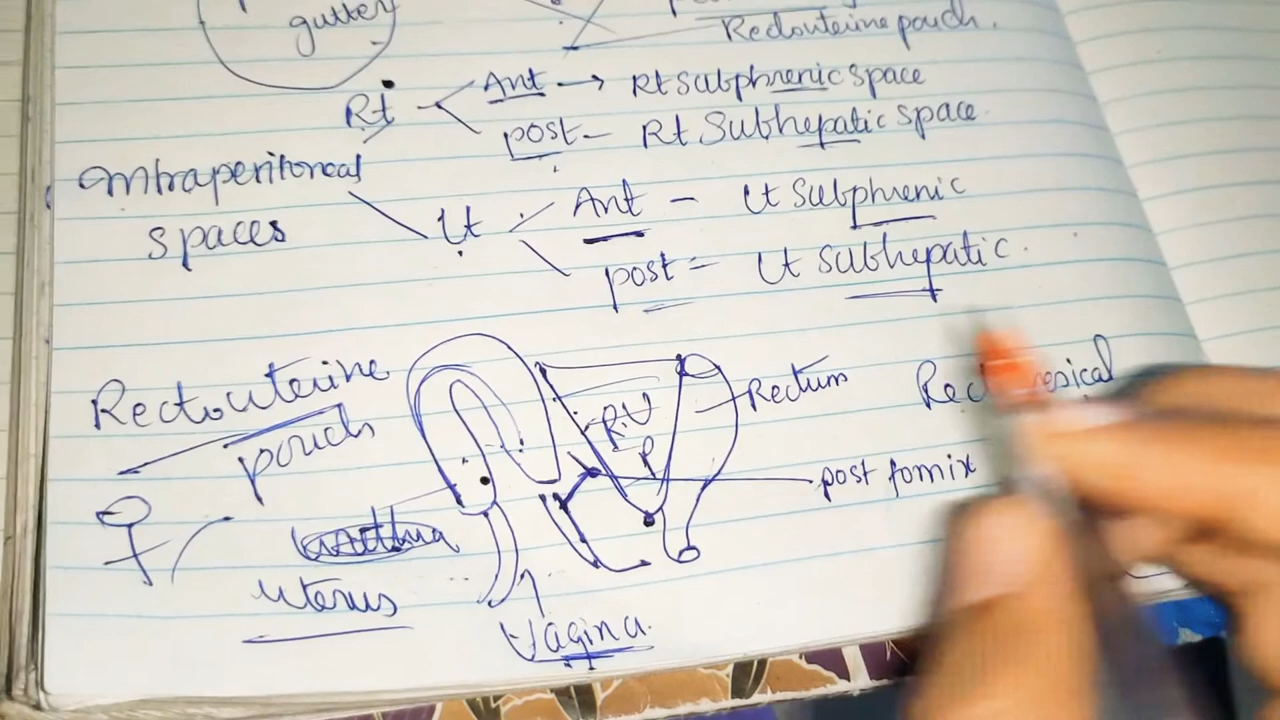 gutter
Rectouterine pouch.
Rt Ant → Rt Subphrenic space
post - Rt Subhepatic space.
Intraperitoneal
spaces
Lt Ant - Lt Subphrenic
post = Lt Subhepatic.
Rectouterine
pouch
R.U
P
Rectum
post fornix
uterus
Vagina.